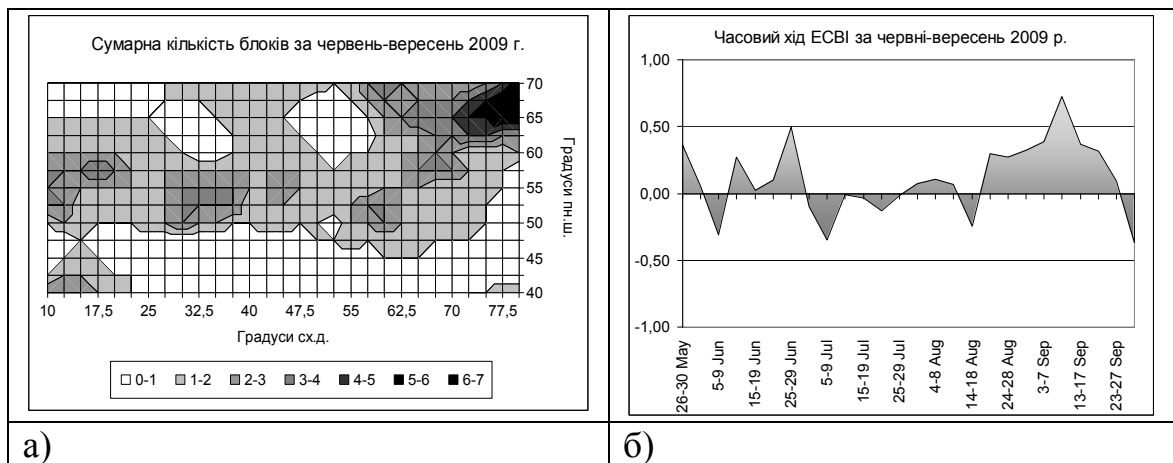 Сумарна кількість блоків за червень-вересень 2009 г.
70
65
60
55
50
45
40
Градуси пн.ш.
10 17,5 25 32,5 40 47,5 55 62,5 70 77,5
Градуси сх.д.
0-1 1-2 2-3 3-4 4-5 5-6 6-7
а)
Часовий хід ЕСВІ за червні-вересень 2009 р.
1,00
0,50
0,00
-0,50
-1,00
26-30 May
5-9 Jun
15-19 Jun
25-29 Jun
5-9 Jul
15-19 Jul
25-29 Jul
4-8 Aug
14-18 Aug
24-28 Aug
3-7 Sep
13-17 Sep
23-27 Sep
б)